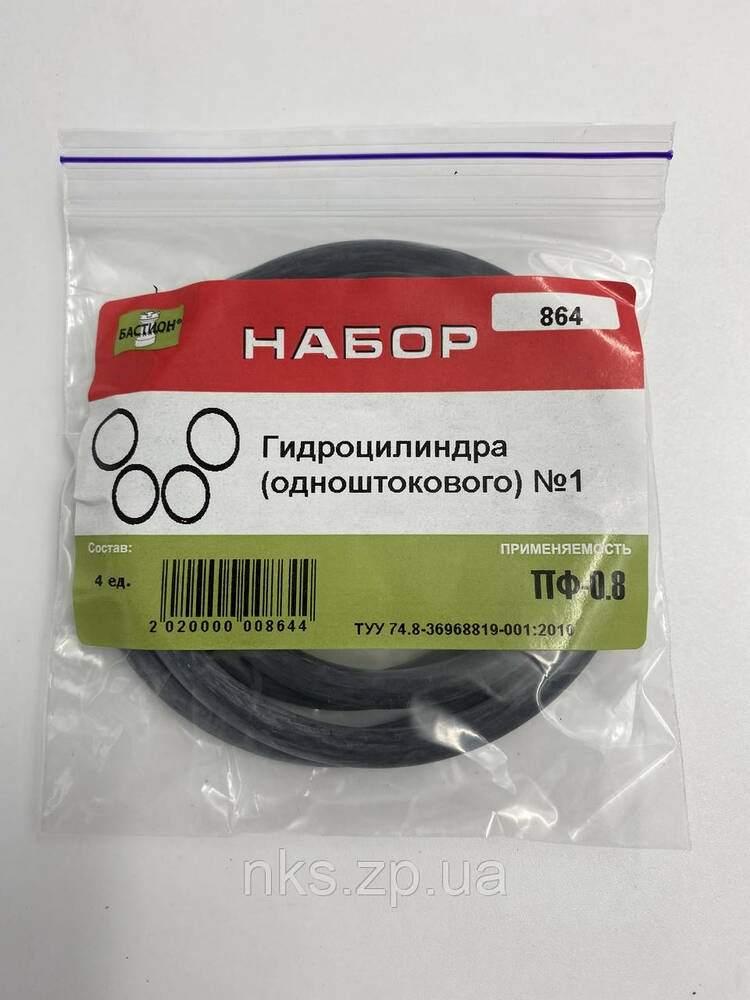 БАСТИОН®
НАБОР
864
Гидроцилиндра
(одноштокового) №1
Состав:
4 ед.
ПРИМЕНЯЕМОСТЬ
ПФ-0.8
2 020000 008644
ТУУ 74.8-36968819-001:2010
nks.zp.ua